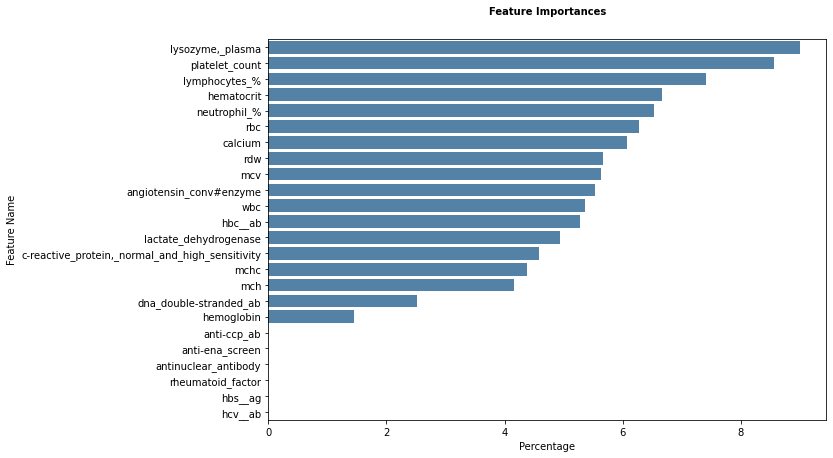 Feature Importances
lysozyme,_plasma
platelet_count
lymphocytes_%
hematocrit
neutrophil_%
rbc
calcium
rdw
mcv
angiotensin_conv#enzyme
wbc
hbc__ab
lactate_dehydrogenase
c-reactive_protein,_normal_and_high_sensitivity
mchc
mch
dna_double-stranded_ab
hemoglobin
anti-ccp_ab
anti-ena_screen
antinuclear_antibody
rheumatoid_factor
hbs__ag
hcv__ab
Feature Name
0 2 4 6 8
Percentage